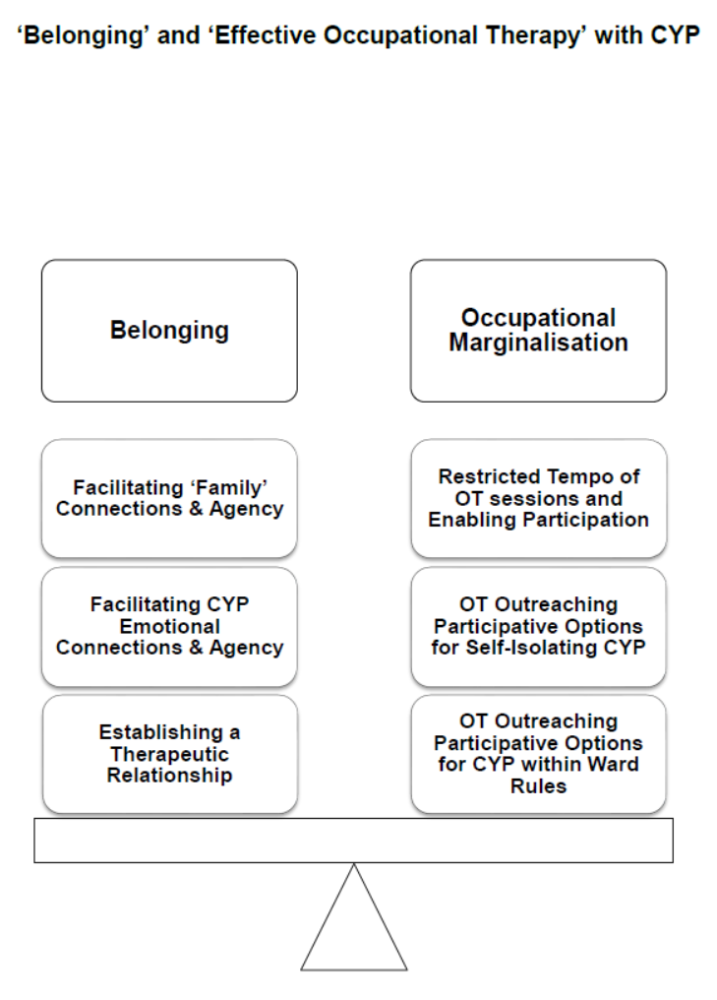 ‘Belonging’ and ‘Effective Occupational Therapy’ with CYP
Belonging
Occupational
Marginalisation
Facilitating ‘Family’
Connections & Agency
Restricted Tempo of
OT sessions and
Enabling Participation
Facilitating CYP
Emotional
Connections & Agency
OT Outreaching
Participative Options
for Self-Isolating CYP
Establishing a
Therapeutic
Relationship
OT Outreaching
Participative Options
for CYP within Ward
Rules